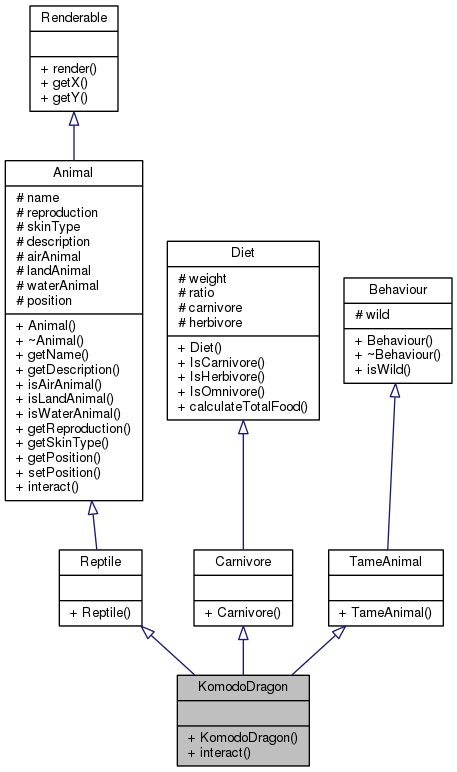 Renderable
+ render()
+ getX()
+ getY()
Animal
# name
# reproduction
# skinType
# description
# airAnimal
# landAnimal
# waterAnimal
# position
+ Animal()
+ ~Animal()
+ getName()
+ getDescription()
+ isAirAnimal()
+ isLandAnimal()
+ isWaterAnimal()
+ getReproduction()
+ getSkinType()
+ getPosition()
+ setPosition()
+ interact()
Diet
# weight
# ratio
# carnivore
# herbivore
+ Diet()
+ IsCarnivore()
+ IsHerbivore()
+ IsOmnivore()
+ calculateTotalFood()
Behaviour
# wild
+ Behaviour()
+ ~Behaviour()
+ isWild()
Reptile
+ Reptile()
Carnivore
+ Carnivore()
TameAnimal
+ TameAnimal()
KomodoDragon
+ KomodoDragon()
+ interact()